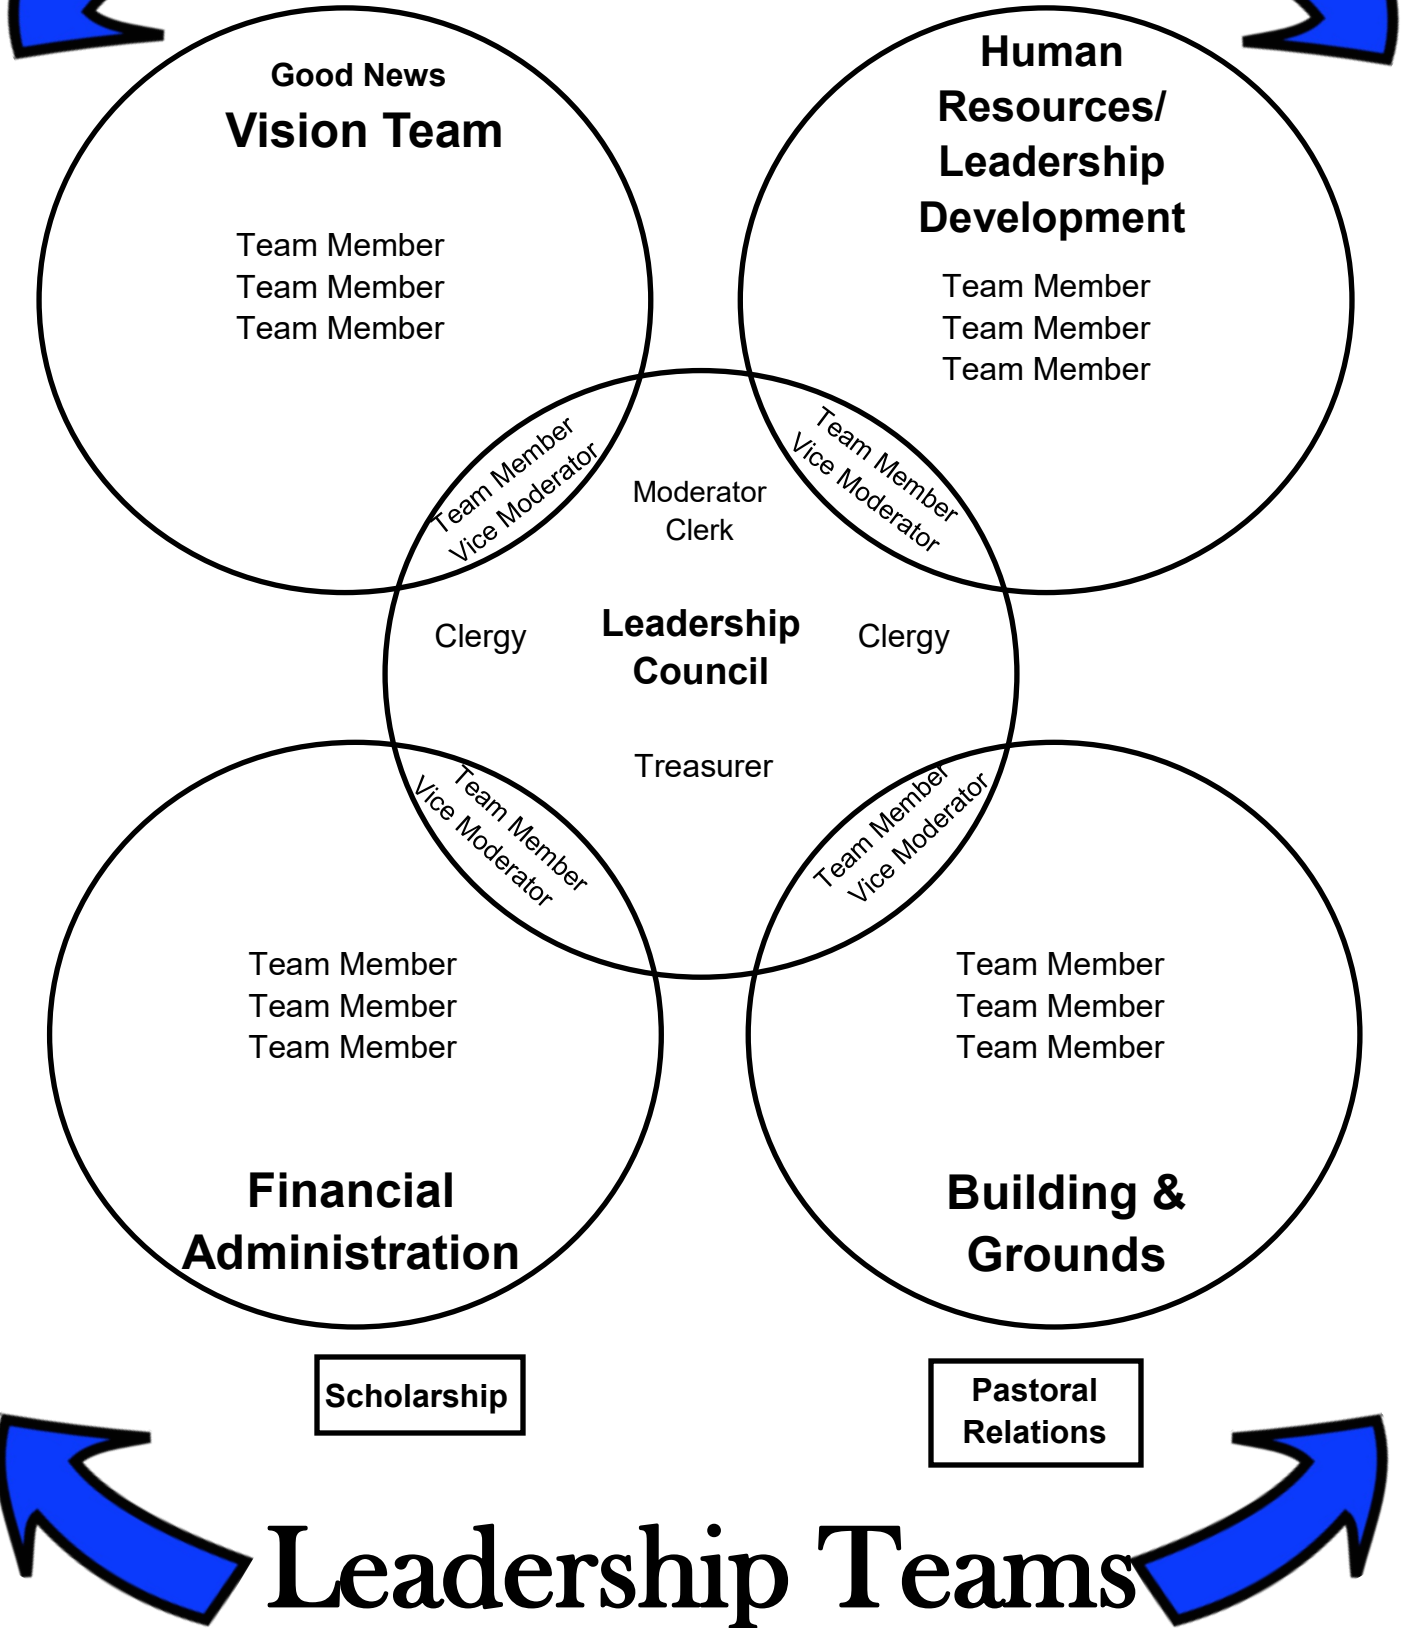 Good News
Vision Team
Team Member
Team Member
Team Member
Human
Resources/
Leadership
Development
Team Member
Team Member
Team Member
Team Member
Vice Moderator
Team Member
Vice Moderator
Moderator
Clerk
Clergy
Leadership
Council
Clergy
Treasurer
Team Member
Vice Moderator
Team Member
Vice Moderator
Team Member
Team Member
Team Member
Financial
Administration
Team Member
Team Member
Team Member
Building &
Grounds
Scholarship
Pastoral
Relations
Leadership Teams